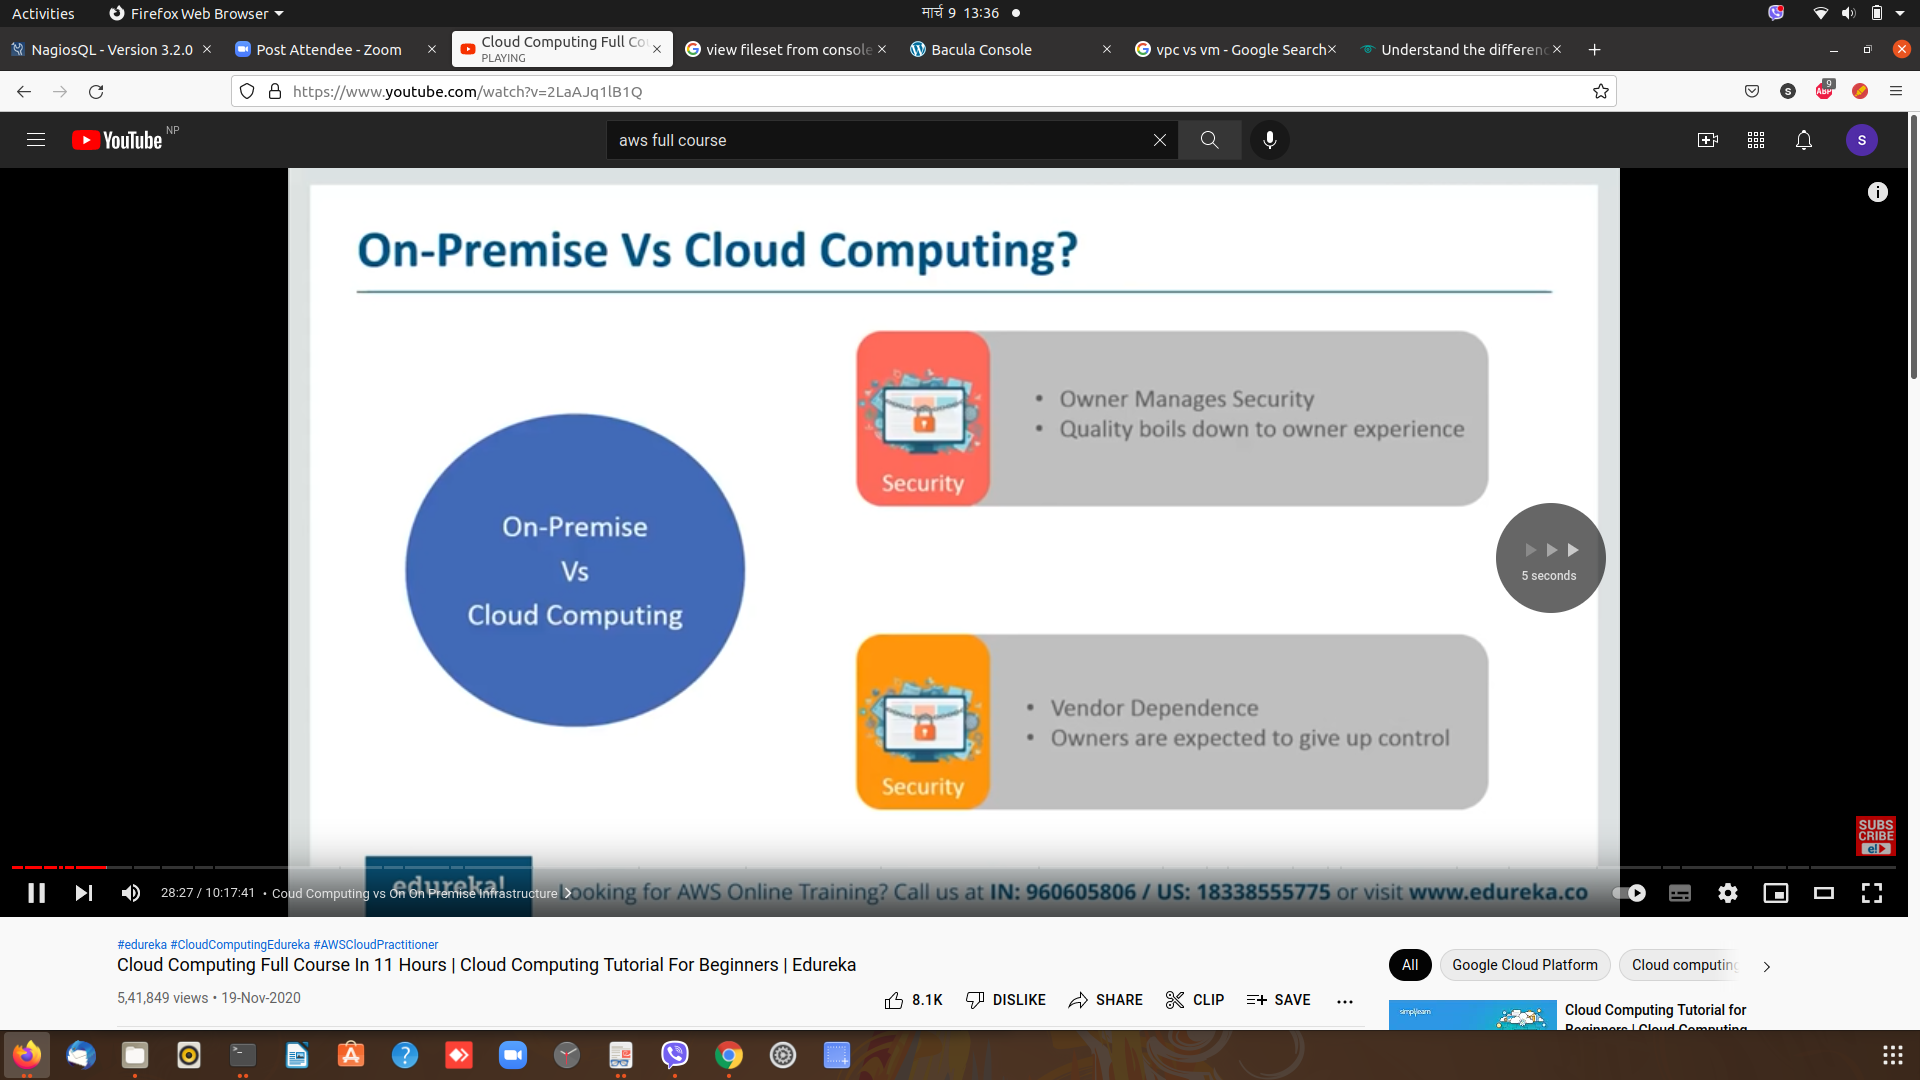 Activities
Firefox Web Browser
मार्च 9 13:36
NagiosQL - Version 3.2.0
Post Attendee - Zoom
Cloud Computing Full Co
PLAYING
view fileset from console
Bacula Console
vpc vs vm - Google Search
Understand the differenc
https://www.youtube.com/watch?v=2LaAJq1lB1Q
S
ABP
9
YouTube NP
aws full course
S
On-Premise Vs Cloud Computing?
On-Premise
Vs
Cloud Computing
Security
• Owner Manages Security
• Quality boils down to owner experience
5 seconds
Security
• Vendor Dependence
• Owners are expected to give up control
SUBS
CRIBE
e!
edureka!
Looking for AWS Online Training? Call us at IN: 960605806 / US: 18338555775 or visit www.edureka.co
28:27 / 10:17:41 • Coud Computing vs On On Premise Infrastructure
#edureka #CloudComputingEdureka #AWSCloudPractitioner
Cloud Computing Full Course In 11 Hours | Cloud Computing Tutorial For Beginners | Edureka
5,41,849 views • 19-Nov-2020
8.1K
DISLIKE
SHARE
CLIP
SAVE
All
Google Cloud Platform
Cloud computing
simplilearn
Cloud Computing Tutorial for
Beginners | Cloud Computing